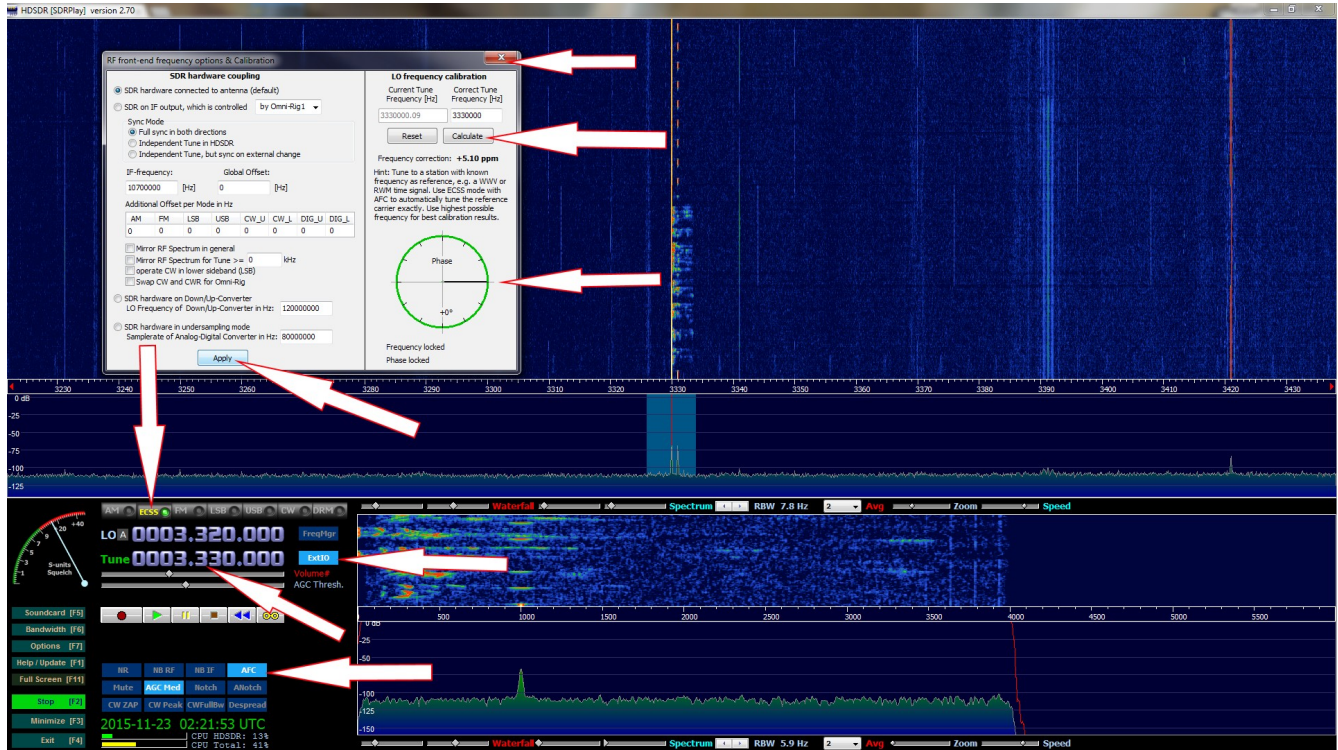 HDSDR [SDRPlay] version 2.70
RF front-end frequency options & Calibration
SDR hardware coupling
SDR hardware connected to antenna (default)
SDR on IF output, which is controlled by Omni-Rig1
Sync Mode
Full sync in both directions
Independent Tune in HDSDR
Independent Tune, but sync on external change
IF-frequency: Global Offset:
10700000 [Hz] 0 [Hz]
Additional Offset per Mode in Hz
AM FM LSB USB CW_U CW_L DIG_U DIG_L
0 0 0 0 0 0 0 0
Mirror RF Spectrum in general
Mirror RF Spectrum for Tune >= 0 kHz
operate CW in lower sideband (LSB)
Swap CW and CWR for Omni-Rig
SDR hardware on Down/Up-Converter
LO Frequency of Down/Up-Converter in Hz: 120000000
SDR hardware in undersampling mode
Samplerate of Analog-Digital Converter in Hz: 80000000
Apply
LO frequency calibration
Current Tune Correct Tune
Frequency [Hz] Frequency [Hz]
3330000.09 3330000
Reset Calculate
Frequency correction: +5.10 ppm
Hint: Tune to a station with known
frequency as reference, e.g. a WWV or
RWM time signal. Use ECSS mode with
AFC to automatically tune the reference
carrier exactly. Use highest possible
frequency for best calibration results.
Phase
+0°
Frequency locked
Phase locked
3230 3240 3250 3260 3280 3290 3300 3310 3320 3330 3340 3350 3360 3370 3380 3390 3400 3410 3420 3430
0 dB
-25
-50
-75
-100
-125
AM ECSS FM LSB USB CW DRM
Waterfall Spectrum RBW 7.8 Hz 2 Avg Zoom Speed
+40
20
9
7
5
3
1
S-units
Squelch
LO A 0003.320.000 FreqMgr
Tune 0003.330.000 ExtIO
Volume
AGC Thresh.
Soundcard [F5]
Bandwidth [F6]
Options [F7]
Help / Update [F1]
Full Screen [F11]
Stop [F2]
Minimize [F3]
Exit [F4]
NR NB RF NB IF AFC
Mute AGC Med Notch ANotch
CW ZAP CW Peak CWFullBw Despread
2015-11-23 02:21:53 UTC
CPU HDSDR: 13%
CPU Total: 41%
500 1000 1500 2000 2500 3000 3500 4000 4500 5000 5500
0 dB
-25
-50
-100
-125
-150
Waterfall Spectrum RBW 5.9 Hz 2 Avg Zoom Speed